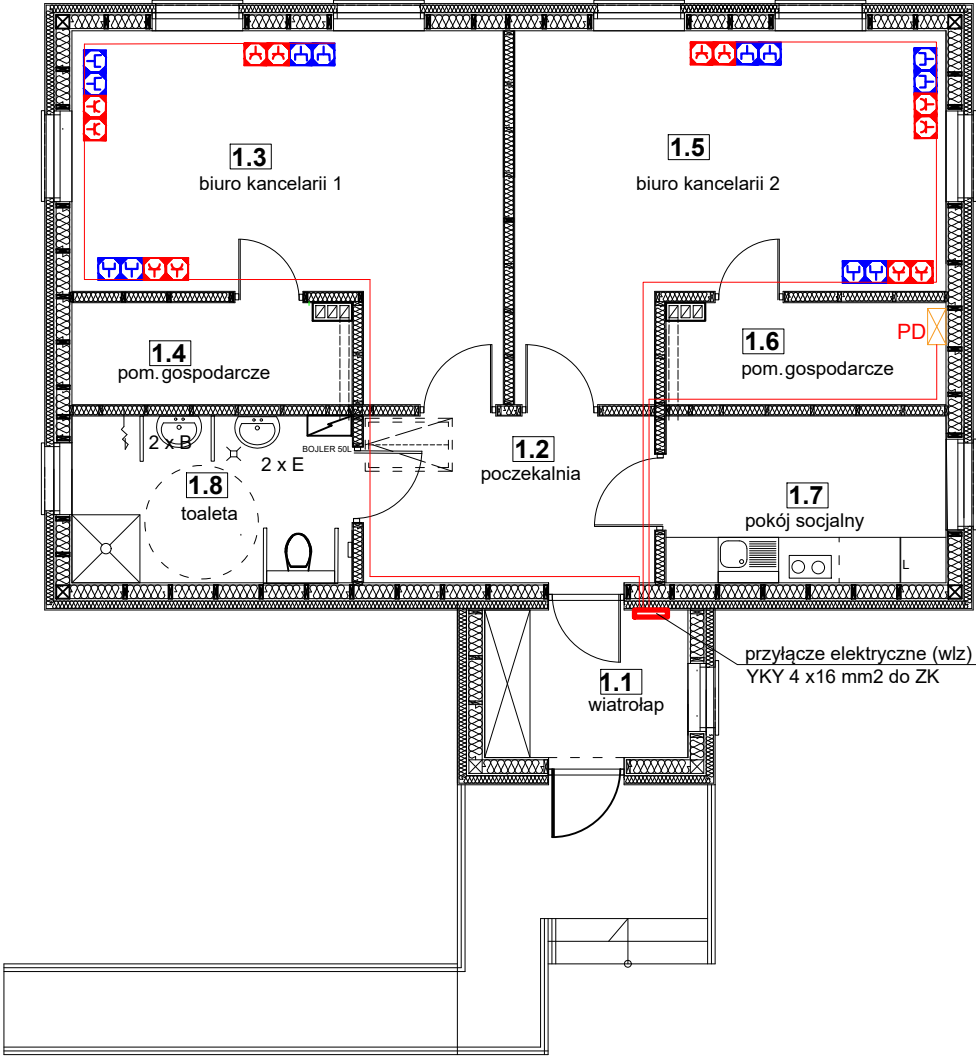 1.3
biuro kancelarii 1
1.5
biuro kancelarii 2
1.4
pom.gospodarcze
1.6
pom.gospodarcze
PD
2 x B
2 x E
BOJLER 50L
1.2
poczekalnia
1.8
toaleta
1.7
pokój socjalny
L
1.1
wiatrołap
przyłącze elektryczne (wlz)
YKY 4 x16 mm2 do ZK